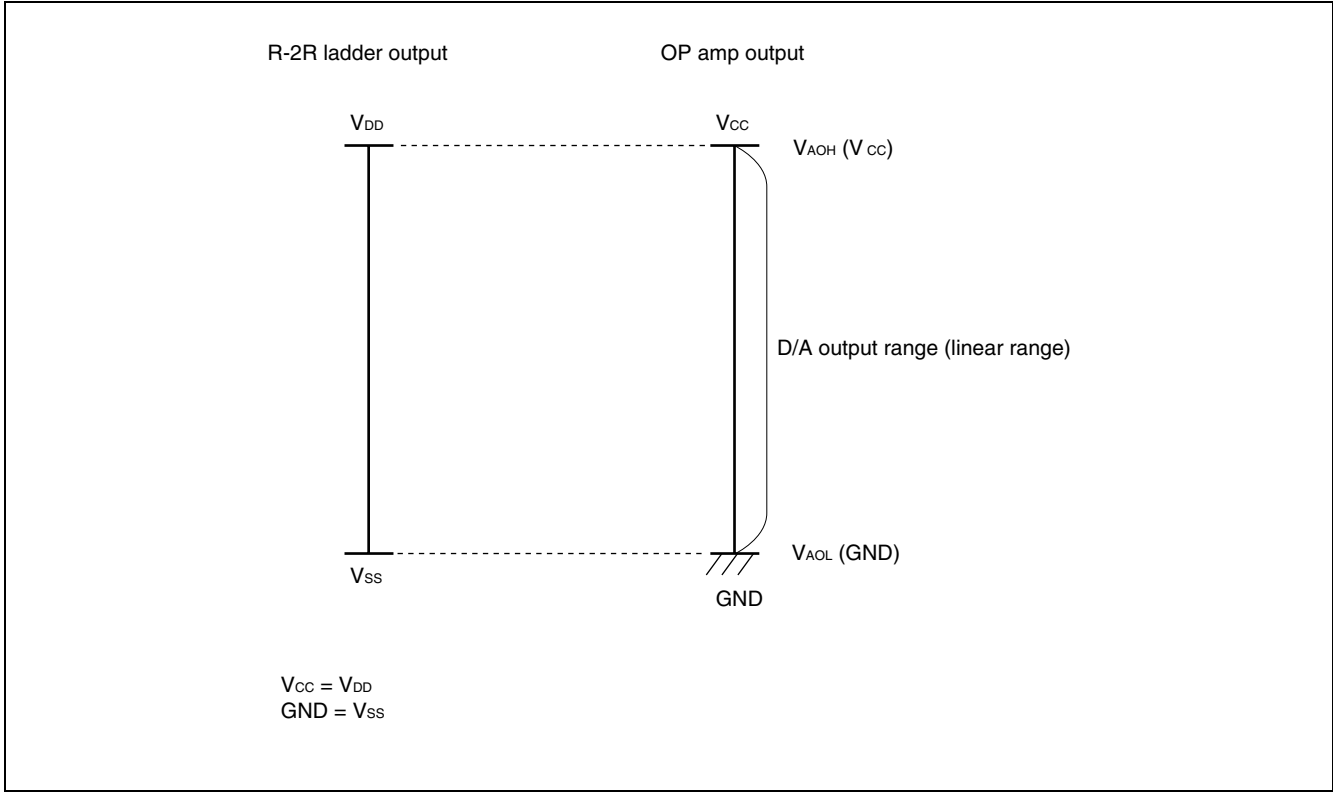 R-2R ladder output
OP amp output
VDD
VCC
VAOH (VCC)
D/A output range (linear range)
VAOL (GND)
VSS
GND
VCC = VDD
GND = VSS